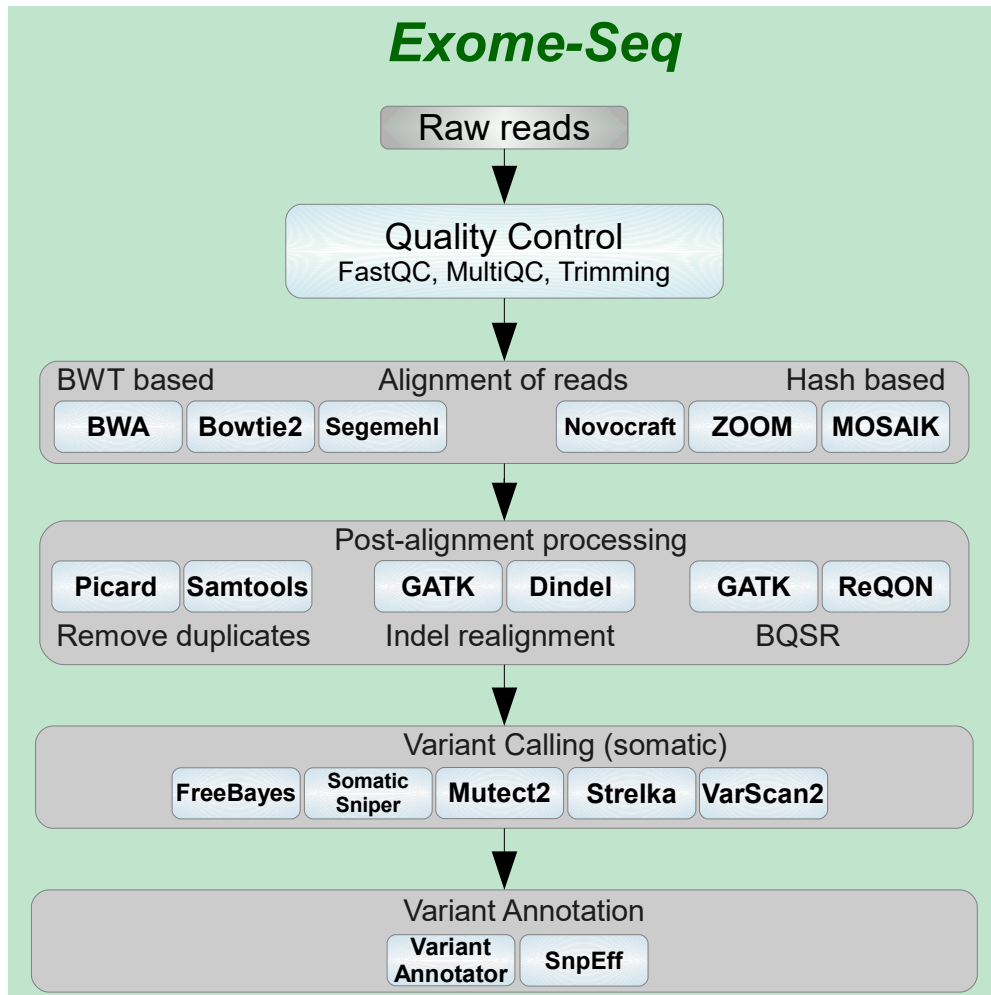 Exome-Seq
Raw reads
Quality Control
FastQC, MultiQC, Trimming
BWT based Alignment of reads Hash based
BWA Bowtie2 Segemehl Novocraft ZOOM MOSAIK
Post-alignment processing
Picard Samtools GATK Dindel GATK ReQON
Remove duplicates Indel realignment BQSR
Variant Calling (somatic)
FreeBayes Somatic Sniper Mutect2 Strelka VarScan2
Variant Annotation
Variant Annotator SnpEff